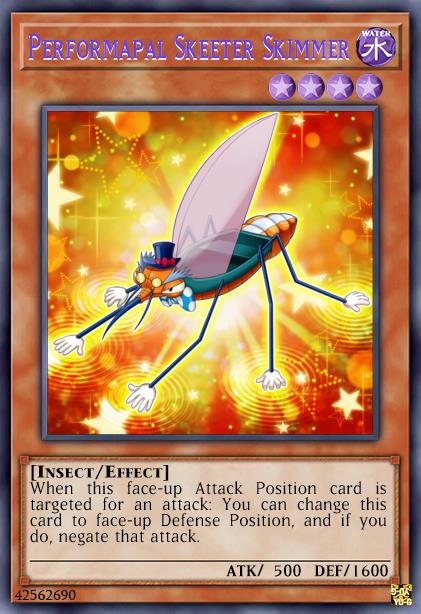 Performapal Skeeter Skimmer
WATER
水
[Insect/Effect]
When this face-up Attack Position card is
targeted for an attack: You can change this
card to face-up Defense Position, and if you
do, negate that attack.
ATK/ 500 DEF/1600
42562690